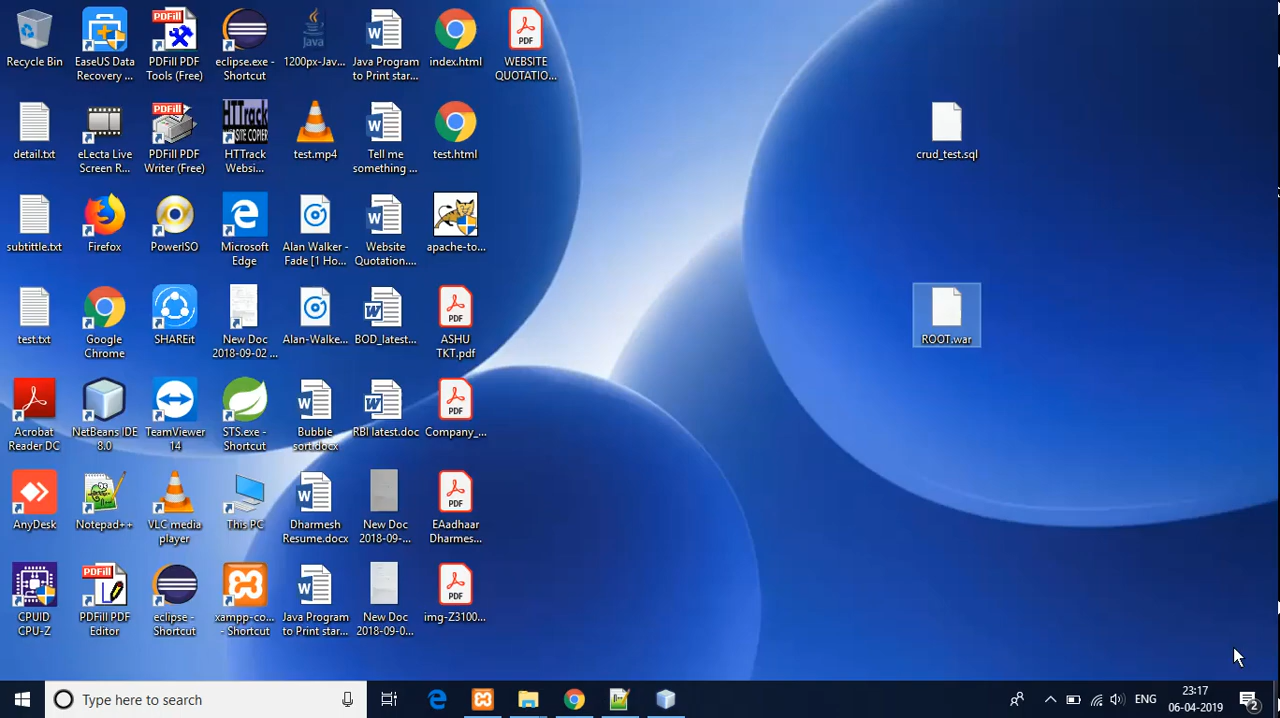 Recycle Bin
EaseUS Data
Recovery ...
PDFill PDF
Tools (Free)
eclipse.exe -
Shortcut
Java
1200px-Jav...
Java Program
to Print star...
index.html
WEBSITE
QUOTATIO...
detail.txt
eLecta Live
Screen R...
PDFill PDF
Writer (Free)
HTTrack
WEBSITE COPIER
HTTrack
Websi...
test.mp4
Tell me
something ...
test.html
crud_test.sql
subtittle.txt
Firefox
PowerISO
Microsoft
Edge
Alan Walker -
Fade [1 Ho...
Website
Quotation....
apache-to...
test.txt
Google
Chrome
SHAREit
New Doc
2018-09-02 ...
Alan-Walke...
BOD_latest...
ASHU
TKT.pdf
ROOT.war
Acrobat
Reader DC
NetBeans IDE
8.0
TeamViewer
14
STS.exe -
Shortcut
Bubble
sort.docx
RBI latest.doc
Company_...
AnyDesk
Notepad++
VLC media
player
This PC
Dharmesh
Resume.docx
New Doc
2018-09-...
EAadhaar
Dharmes...
CPUID
CPU-Z
PDFill PDF
Editor
eclipse -
Shortcut
xampp-co...
- Shortcut
Java Program
to Print star...
New Doc
2018-09-0...
img-Z3100...
Type here to search
ENG
23:17
06-04-2019
2